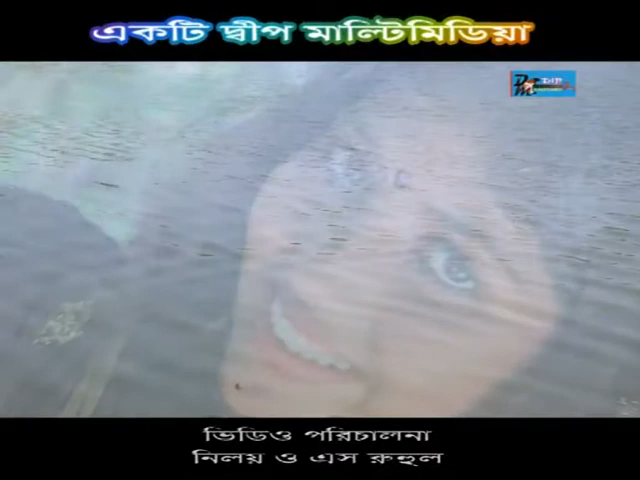 একটি দ্বীপ মাল্টিমিডিয়া
ভিডিও পরিচালনা
নিলয় ও এস রুহুল